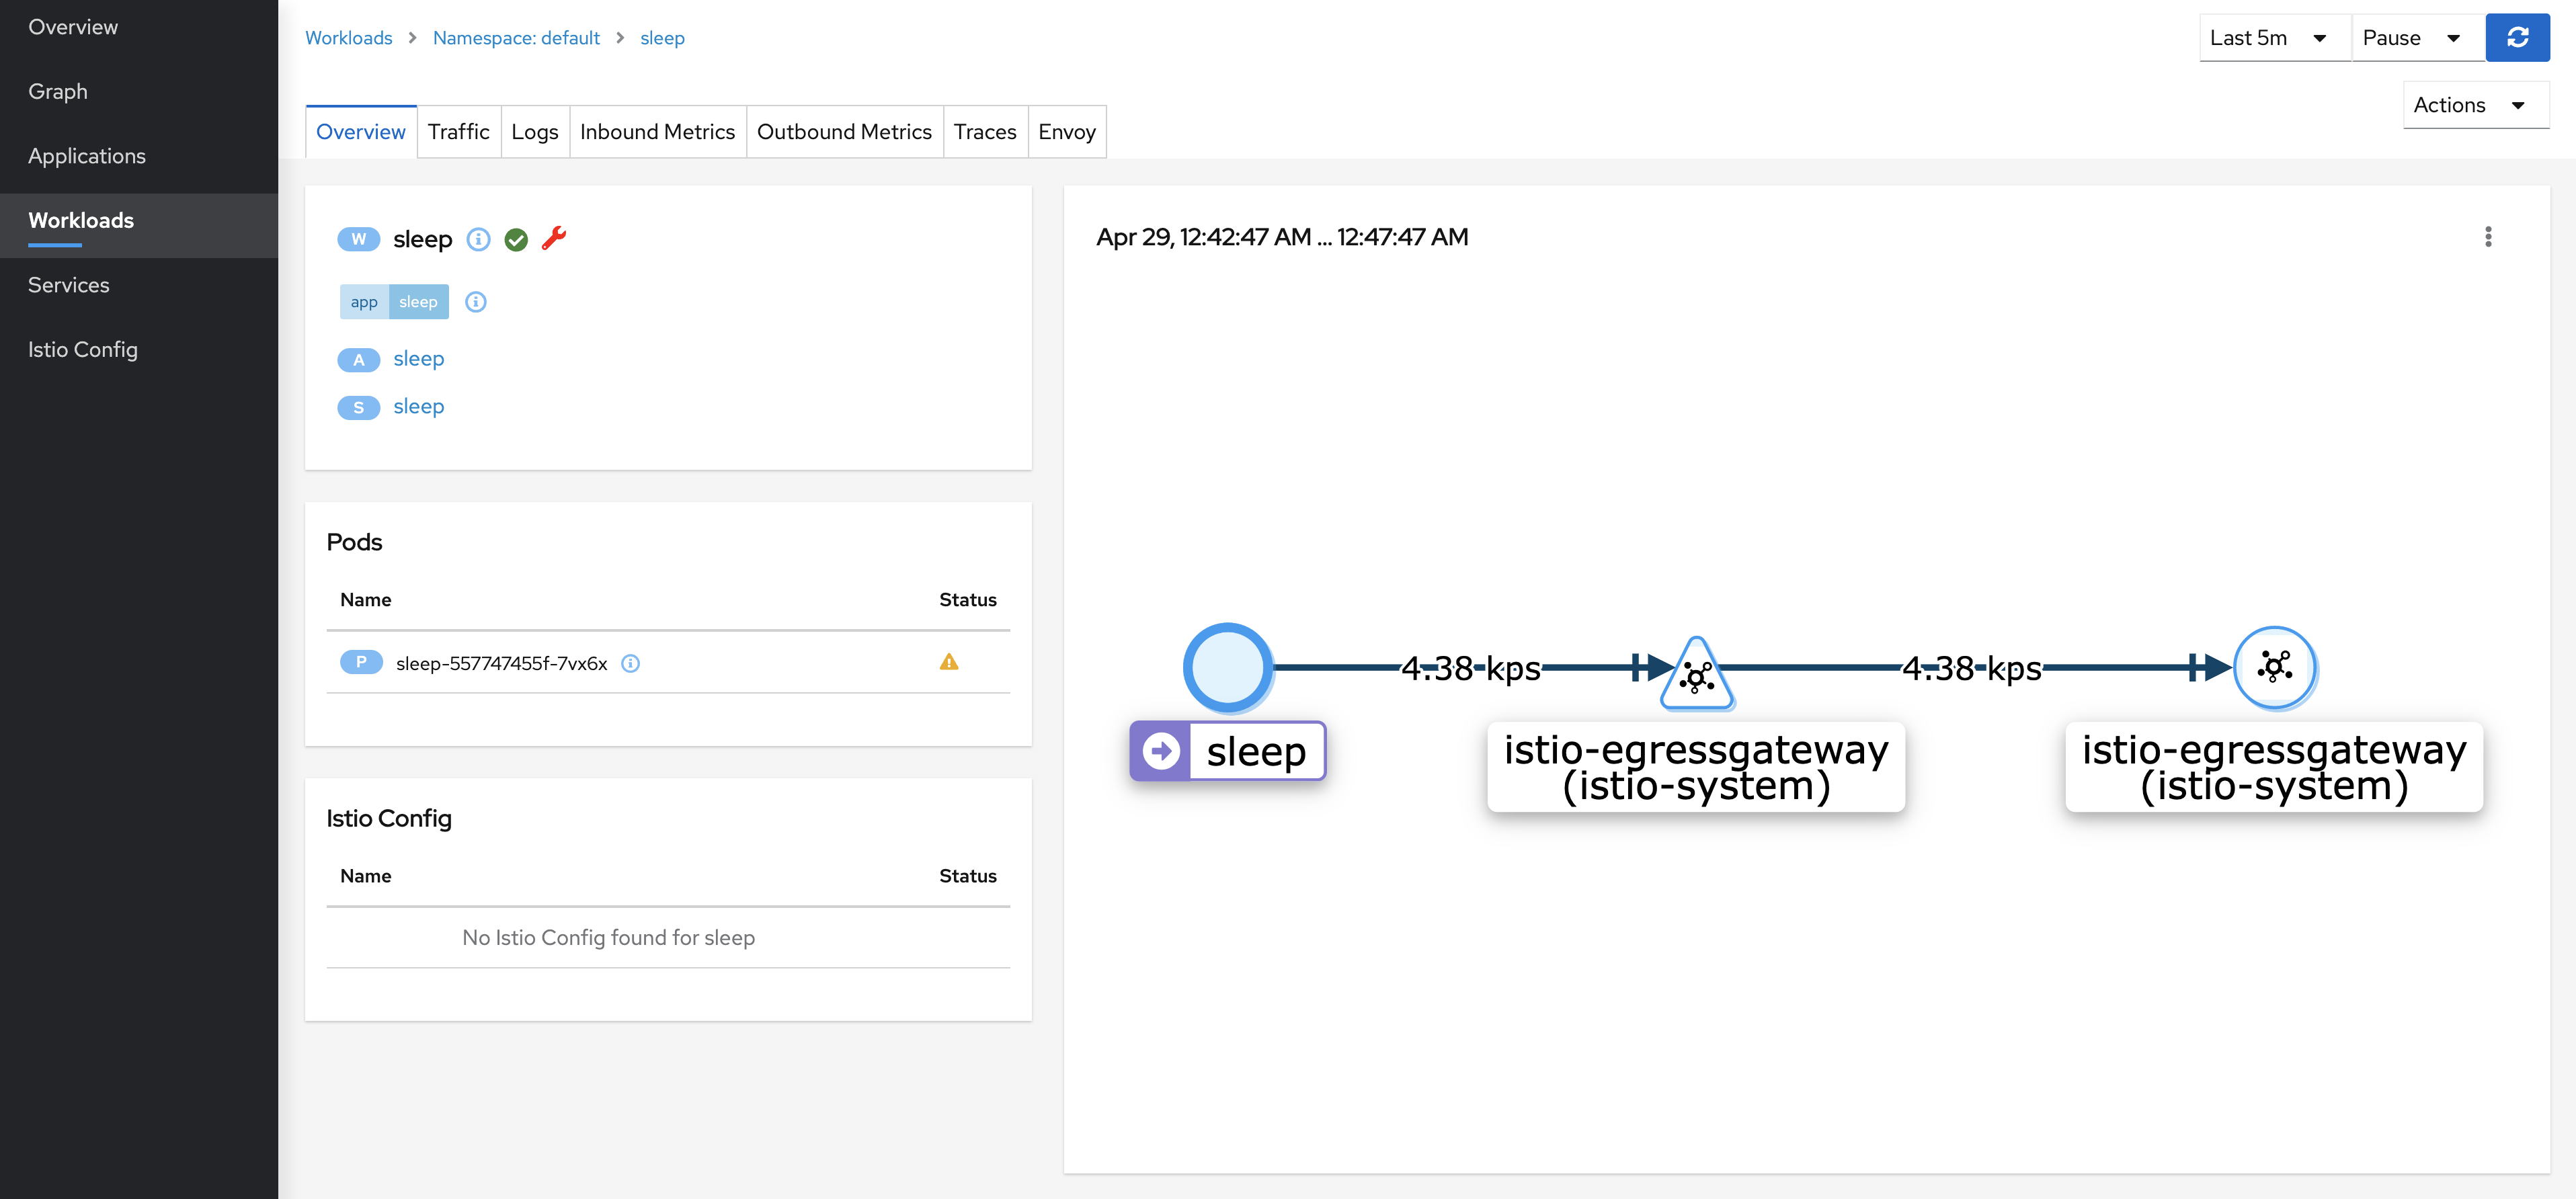 Overview
Graph
Applications
Workloads
Services
Istio Config
Workloads > Namespace: default > sleep
Last 5m
Pause
Actions
Overview Traffic Logs Inbound Metrics Outbound Metrics Traces Envoy
W sleep
app sleep
A sleep
S sleep
Pods
Name Status
P sleep-557747455f-7vx6x
Istio Config
Name Status
No Istio Config found for sleep
Apr 29, 12:42:47 AM ... 12:47:47 AM
4.38 kps
4.38 kps
sleep
istio-egressgateway
(istio-system)
istio-egressgateway
(istio-system)